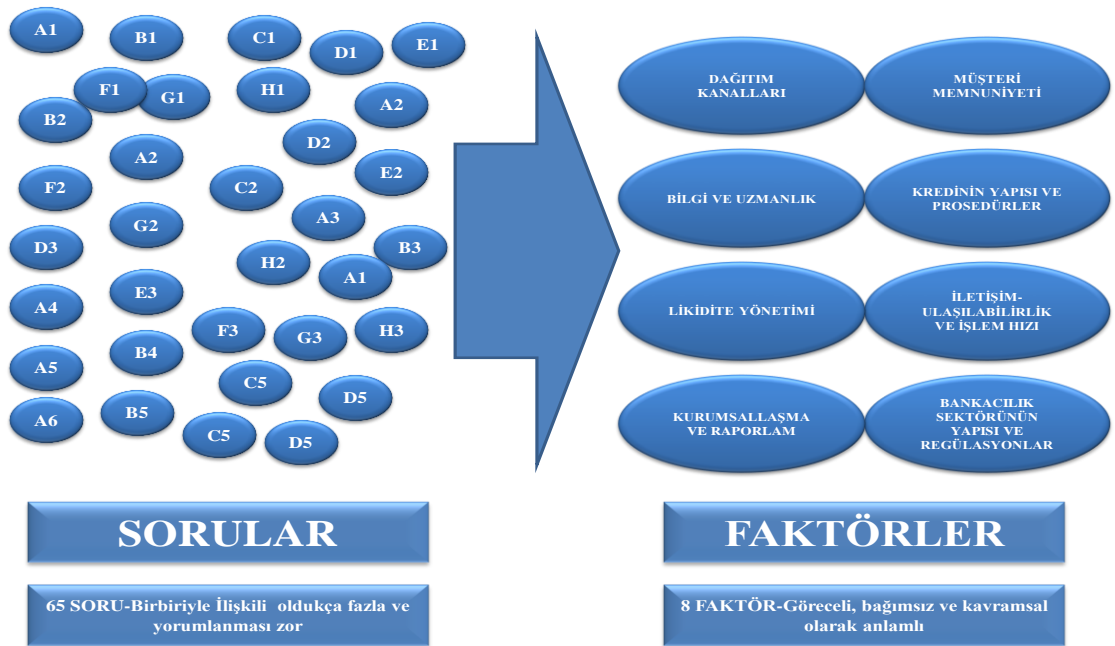 A1
B1
C1
D1
E1
F1
G1
H1
A2
B2
D2
A2
E2
F2
C2
A3
G2
D3
B3
H2
A1
E3
A4
F3
G3
H3
B4
A5
C5
D5
B5
A6
C5
D5
DAĞITIM
KANALLARI
MÜŞTERİ
MEMNUNİYETİ
BİLGİ VE UZMANLIK
KREDİNİN YAPISI VE
PROSEDÜRLER
LİKİDİTE YÖNETİMİ
İLETİŞİM-
ULAŞILABİLİRLİK
VE İŞLEM HIZI
KURUMSALLAŞMA
VE RAPORLAM
BANKACILIK
SEKTÖRÜNÜN
YAPISI VE
REGÜLASYONLAR
SORULAR
65 SORU-Birbiriyle İlişkili oldukça fazla ve
yorumlanması zor
FAKTÖRLER
8 FAKTÖR-Göreceli, bağımsız ve kavramsal
olarak anlamlı